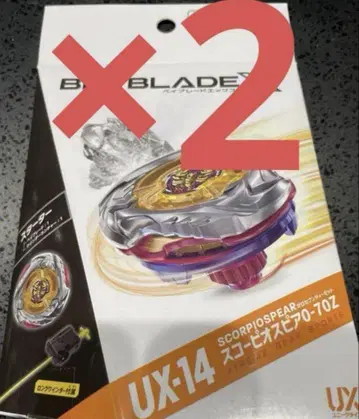 ×2
BEYBLADE X
ベイブレードエックス
スターター
UX-14
SCORPIOSPEAR
スコーピオスピア0-70Z
ロングワインダー付属
UX